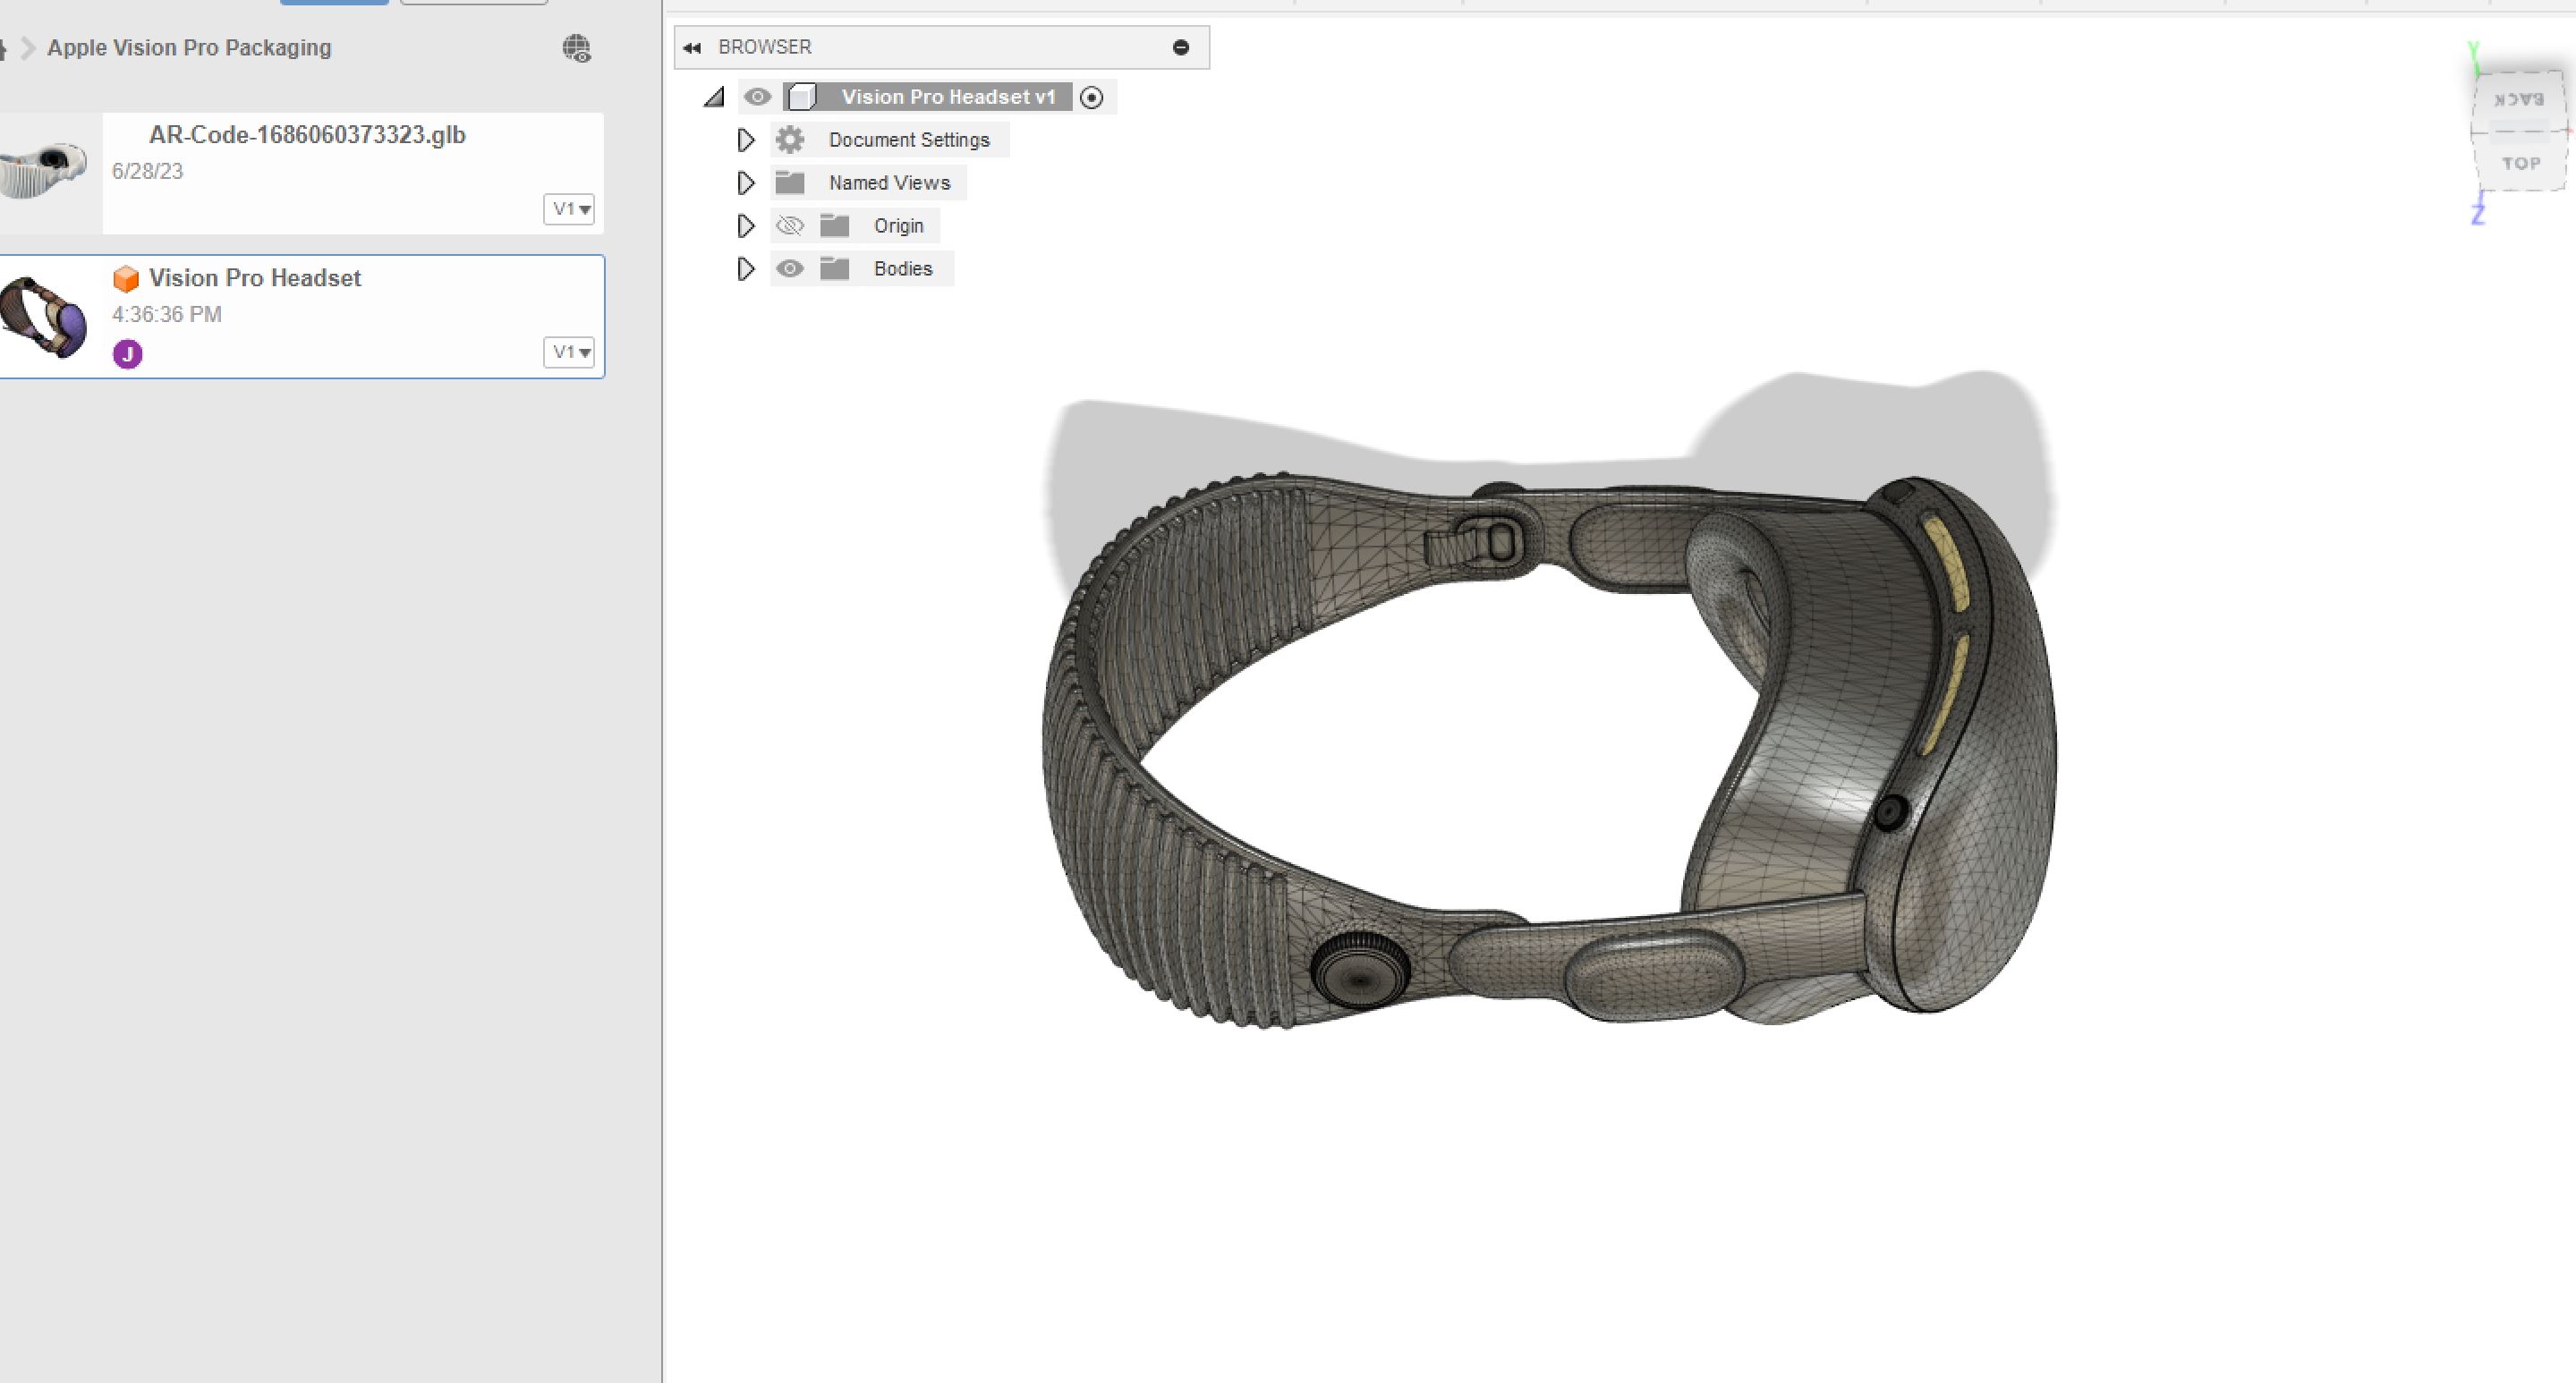 Apple Vision Pro Packaging
AR-Code-1686060373323.glb
6/28/23
V1
Vision Pro Headset
4:36:36 PM
J
V1
BROWSER
Vision Pro Headset v1
Document Settings
Named Views
Origin
Bodies
Y
BACK
TOP
Z